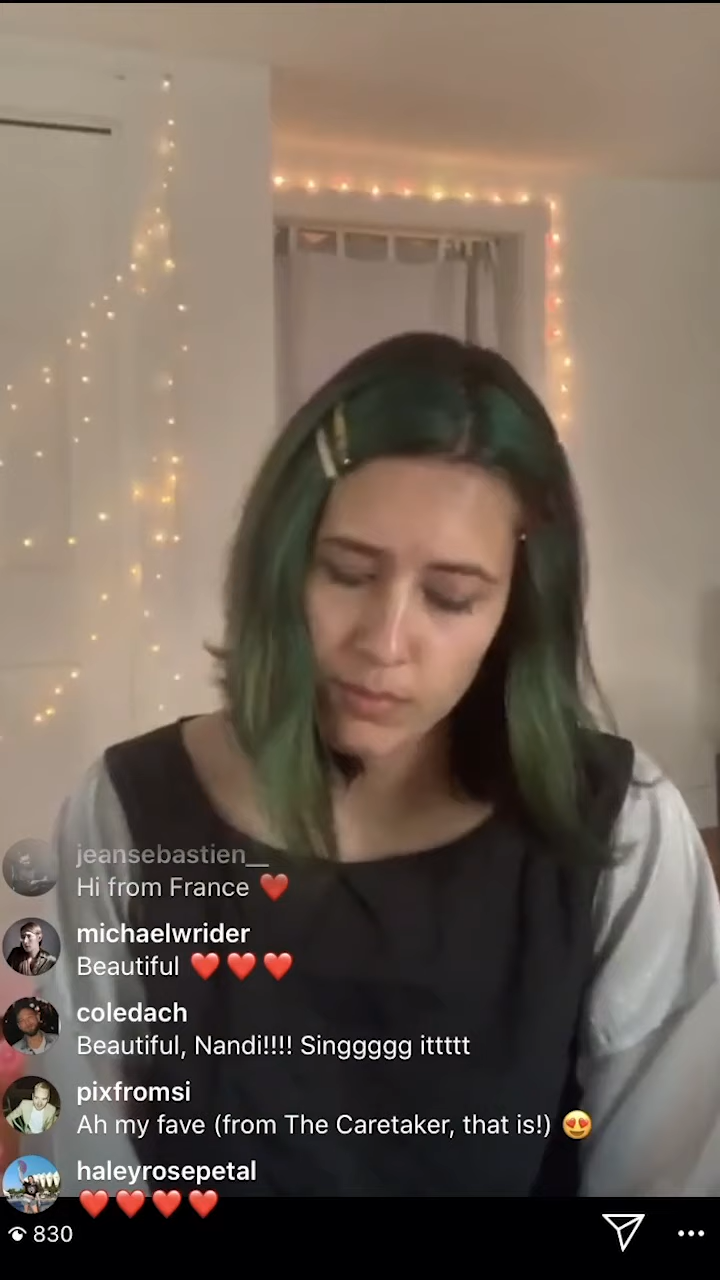 jeansebastien__
Hi from France ❤️
michaelwrider
Beautiful ❤️❤️❤️
coledach
Beautiful, Nandi!!!! Singgggg ittttt
pixfromsi
Ah my fave (from The Caretaker, that is!) 😍
haleyrosepetal
❤️❤️❤️❤️
830